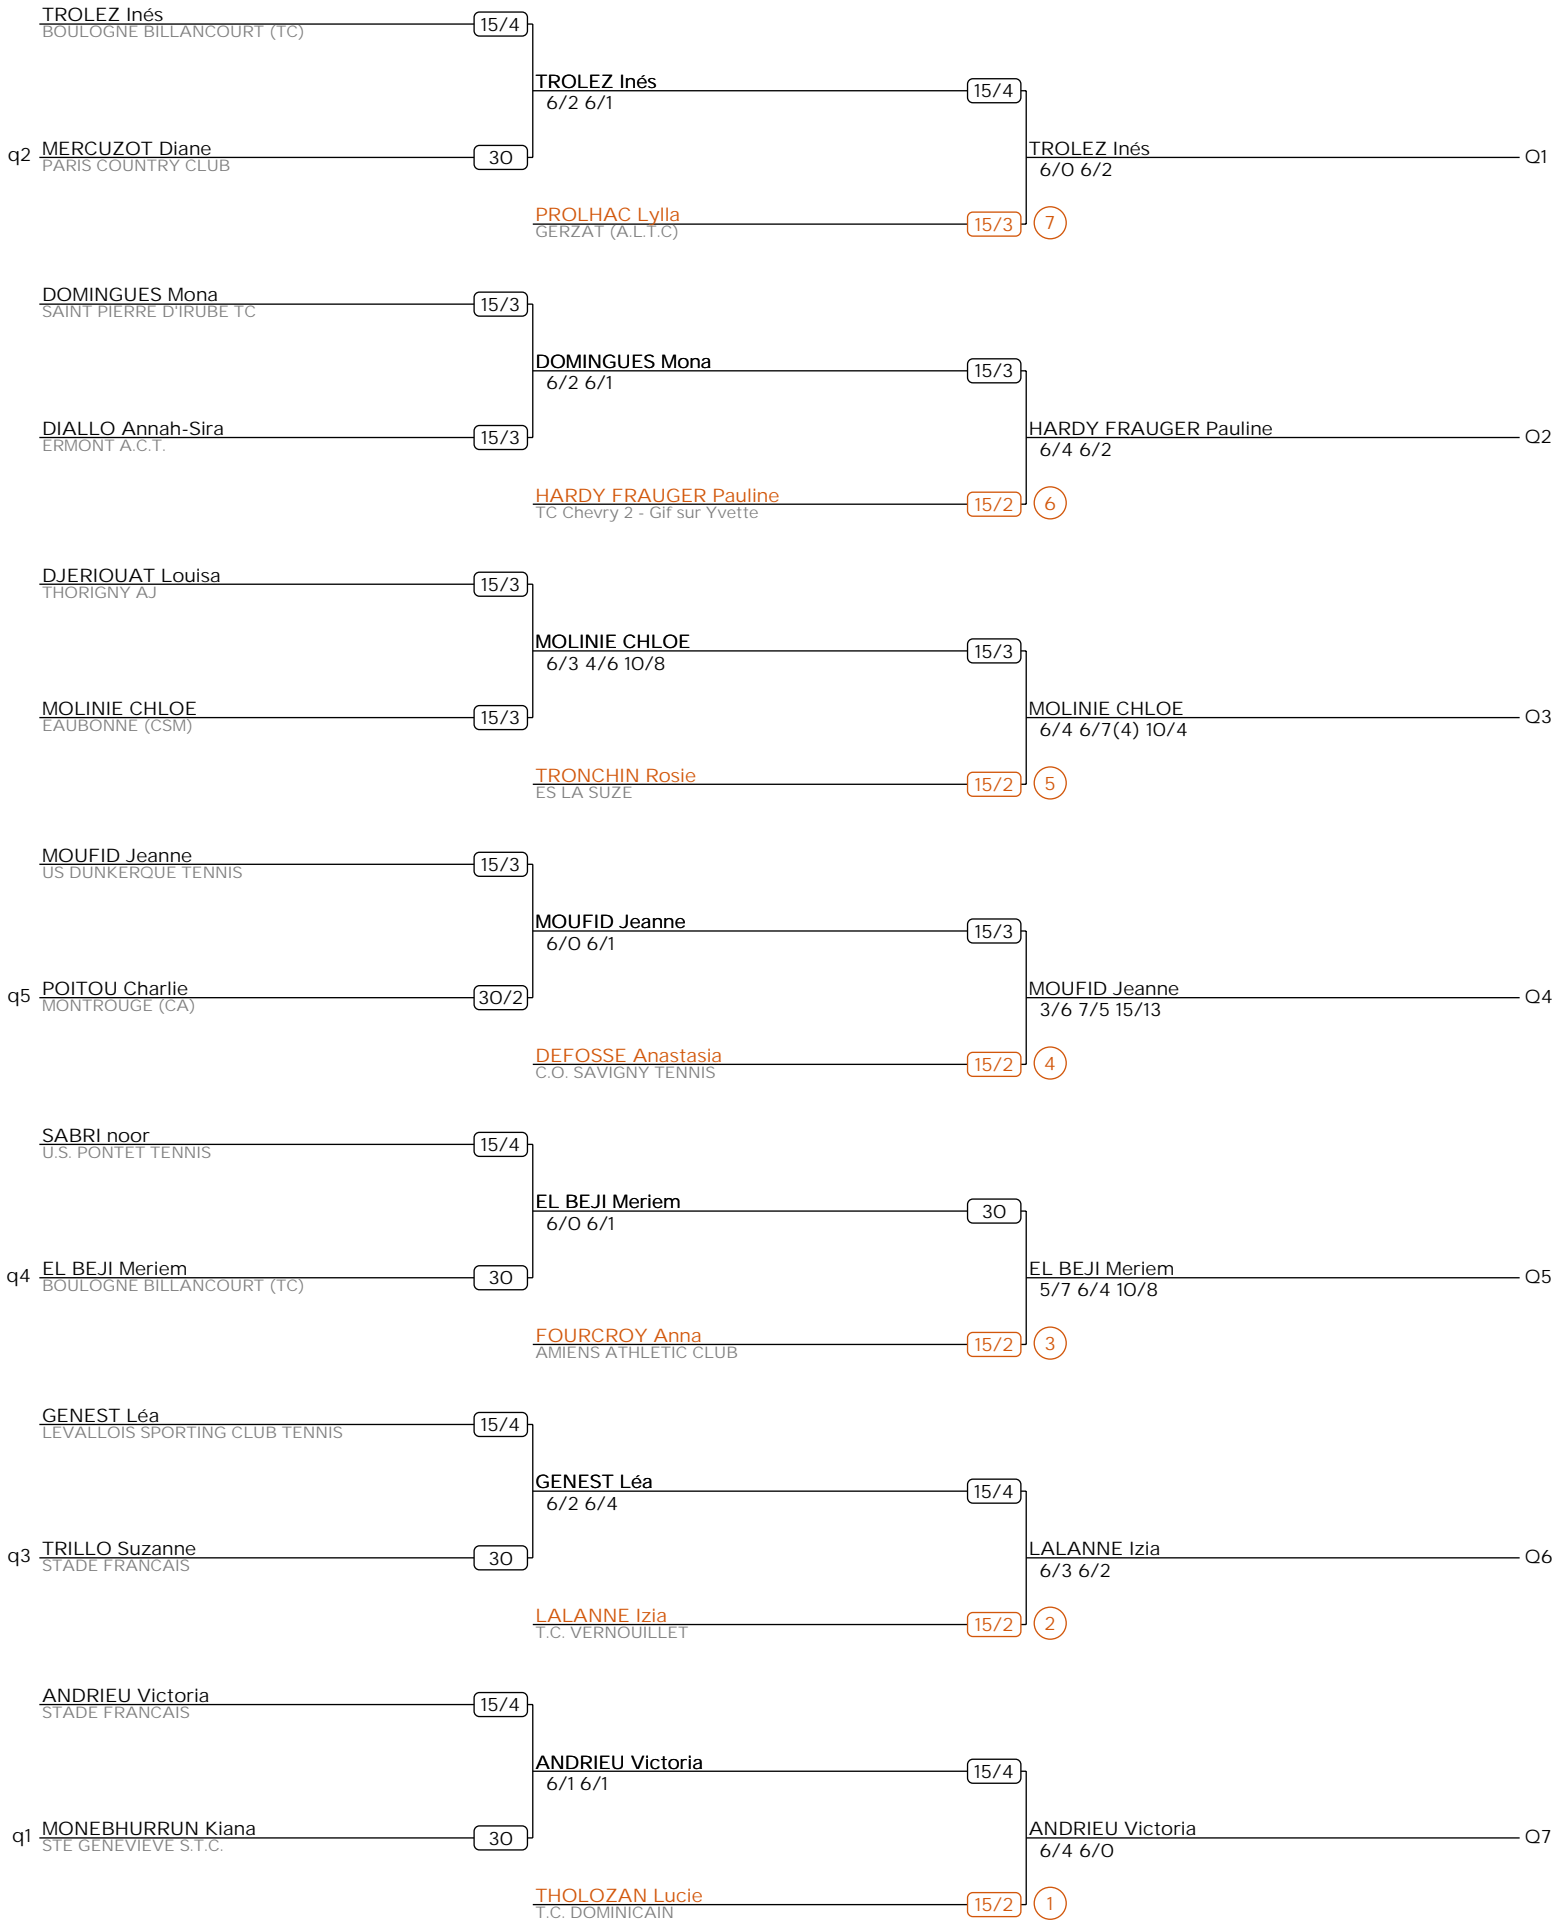 TROLEZ Inés
BOULOGNE BILLANCOURT (TC)
15/4
TROLEZ Inés
6/2 6/1
15/4
q2 MERCUZOT Diane
PARIS COUNTRY CLUB
30
TROLEZ Inés
6/0 6/2
Q1
PROLHAC Lylla
GERZAT (A.L.T.C)
15/3
7
DOMINGUES Mona
SAINT PIERRE D'IRUBE TC
15/3
DOMINGUES Mona
6/2 6/1
15/3
DIALLO Annah-Sira
ERMONT A.C.T.
15/3
HARDY FRAUGER Pauline
6/4 6/2
Q2
HARDY FRAUGER Pauline
TC Chevry 2 - Gif sur Yvette
15/2
6
DJERIOUAT Louisa
THORIGNY AJ
15/3
MOLINIE CHLOE
6/3 4/6 10/8
15/3
MOLINIE CHLOE
EAUBONNE (CSM)
15/3
MOLINIE CHLOE
6/4 6/7(4) 10/4
Q3
TRONCHIN Rosie
ES LA SUZE
15/2
5
MOUFID Jeanne
US DUNKERQUE TENNIS
15/3
MOUFID Jeanne
6/0 6/1
15/3
q5 POITOU Charlie
MONTROUGE (CA)
30/2
MOUFID Jeanne
3/6 7/5 15/13
Q4
DEFOSSE Anastasia
C.O. SAVIGNY TENNIS
15/2
4
SABRI noor
U.S. PONTET TENNIS
15/4
EL BEJI Meriem
6/0 6/1
30
q4 EL BEJI Meriem
BOULOGNE BILLANCOURT (TC)
30
EL BEJI Meriem
5/7 6/4 10/8
Q5
FOURCROY Anna
AMIENS ATHLETIC CLUB
15/2
3
GENEST Léa
LEVALLOIS SPORTING CLUB TENNIS
15/4
GENEST Léa
6/2 6/4
15/4
q3 TRILLO Suzanne
STADE FRANCAIS
30
LALANNE Izia
6/3 6/2
Q6
LALANNE Izia
T.C. VERNOUILLET
15/2
2
ANDRIEU Victoria
STADE FRANCAIS
15/4
ANDRIEU Victoria
6/1 6/1
15/4
q1 MONEBHURRUN Kiana
STE GENEVIEVE S.T.C.
30
ANDRIEU Victoria
6/4 6/0
Q7
THOLOZAN Lucie
T.C. DOMINICAIN
15/2
1